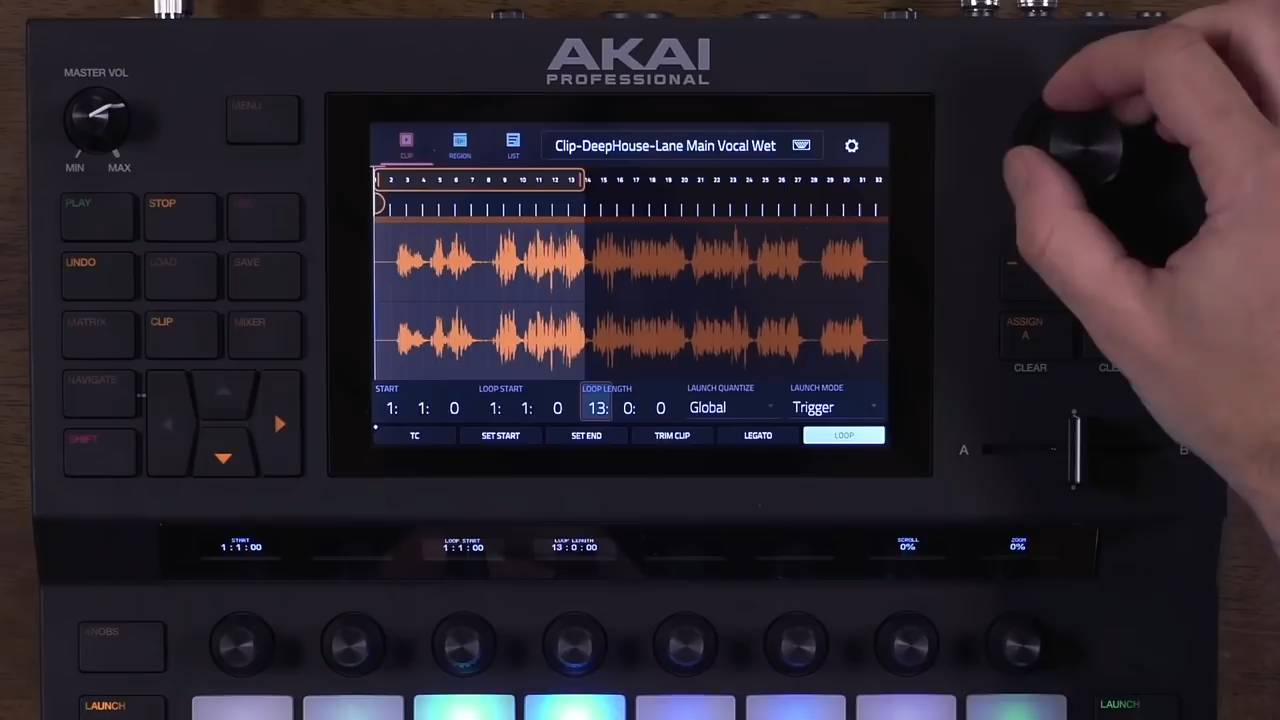 AKAI
PROFESSIONAL
MASTER VOL
MIN MAX
MENU
CLIP REGION LIST Clip-DeepHouse-Lane Main Vocal Wet
2 3 4 5 6 7 8 9 10 11 12 13 14 15 16 17 18 19 20 21 22 23 24 25 26 27 28 29 30 31 32
START LOOP START LOOP LENGTH LAUNCH QUANTIZE LAUNCH MODE
1: 1: 0 1: 1: 0 13: 0: 0 Global Trigger
TC SET START SET END TRIM CLIP LEGATO LOOP
PLAY STOP
UNDO LOAD SAVE
MATRIX CLIP MIXER
NAVIGATE
SHIFT
ASSIGN
A
CLEAR
A B
START LOOP START LOOP LENGTH SCROLL ZOOM
1:1:00 1:1:00 13:0:00 0% 0%
KNOBS
LAUNCH LAUNCH